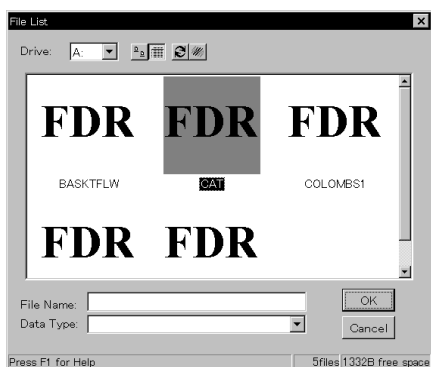 File List
Drive: A:
FDR FDR FDR
BASKTFLW CAT COLOMBS1
FDR FDR
File Name: OK
Data Type: Cancel
Press F1 for Help 5files 1332B free space